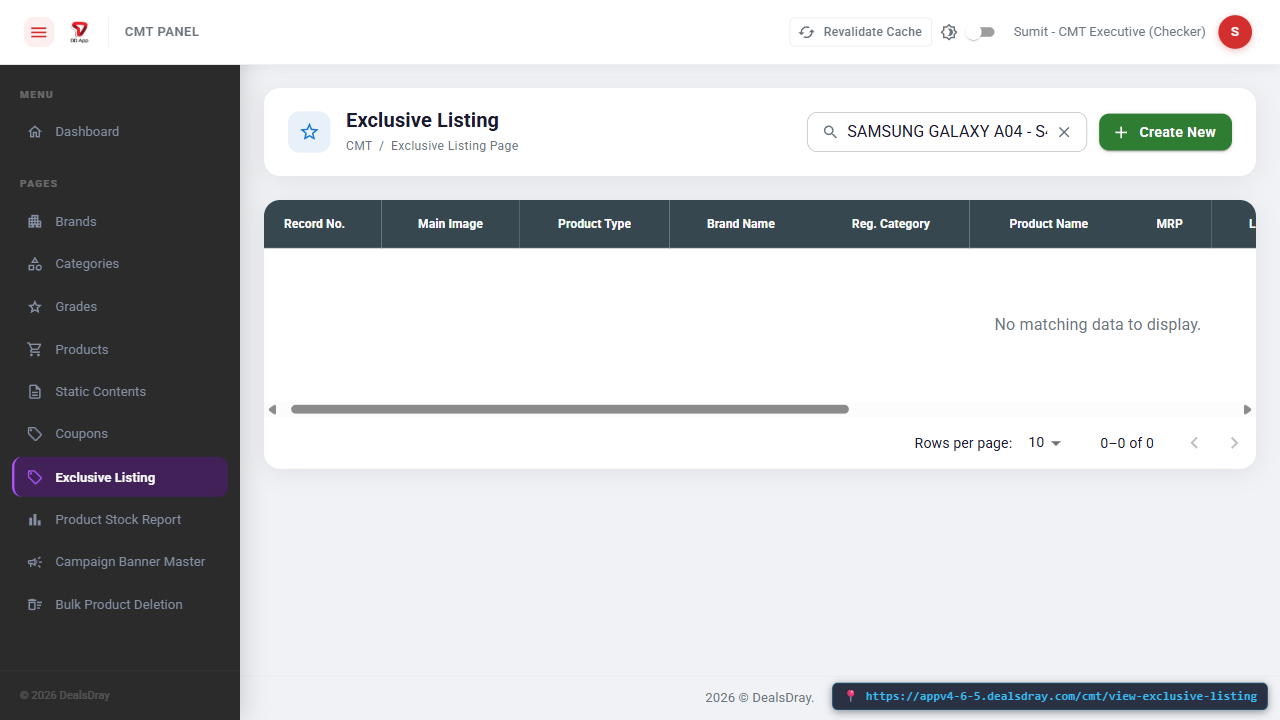 DD App
CMT PANEL
Revalidate Cache
Sumit - CMT Executive (Checker)
S
MENU
Dashboard
PAGES
Brands
Categories
Grades
Products
Static Contents
Coupons
Exclusive Listing
Product Stock Report
Campaign Banner Master
Bulk Product Deletion
© 2026 DealsDray
Exclusive Listing
CMT / Exclusive Listing Page
SAMSUNG GALAXY A04 - S
Create New
Record No. Main Image Product Type Brand Name Reg. Category Product Name MRP L
No matching data to display.
Rows per page: 10 0–0 of 0
2026 © DealsDray.
https://appv4-6-5.dealsdray.com/cmt/view-exclusive-listing